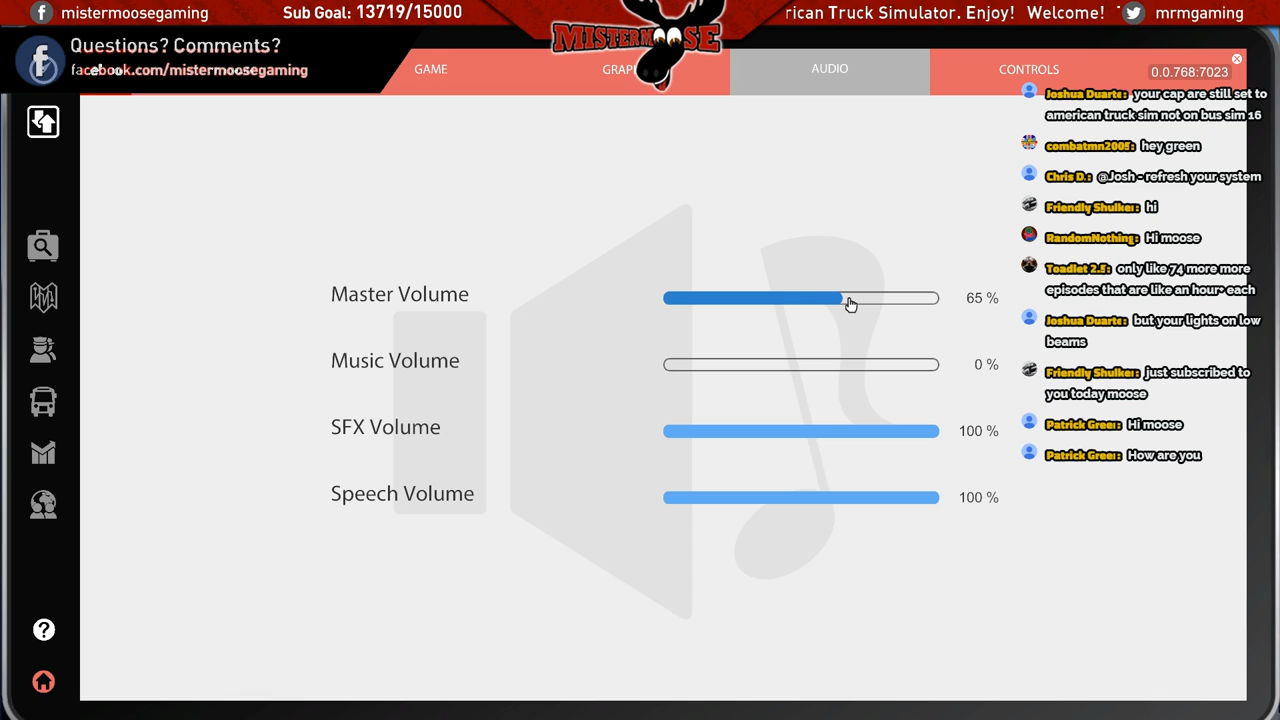 mistermoosegaming
Sub Goal: 13719/15000
MISTERMOOSE
rican Truck Simulator. Enjoy! Welcome!
mrmgaming
Questions? Comments?
facebook.com/mistermoosegaming
GAME
GRAP
AUDIO
CONTROLS
0.0.768:7023
Joshua Duarte: your cap are still set to
american truck sim not on bus sim 16
combatmn2005: hey green
Chris D.: @Josh - refresh your system
Friendly Shulker: hi
RandomNothing: Hi moose
Toadlet 2.5: only like 74 more more
episodes that are like an hour+ each
Joshua Duarte: but your lights on low
beams
Friendly Shulker: just subscribed to
you today moose
Patrick Green: Hi moose
Patrick Green: How are you
Master Volume
65 %
Music Volume
0 %
SFX Volume
100 %
Speech Volume
100 %
?